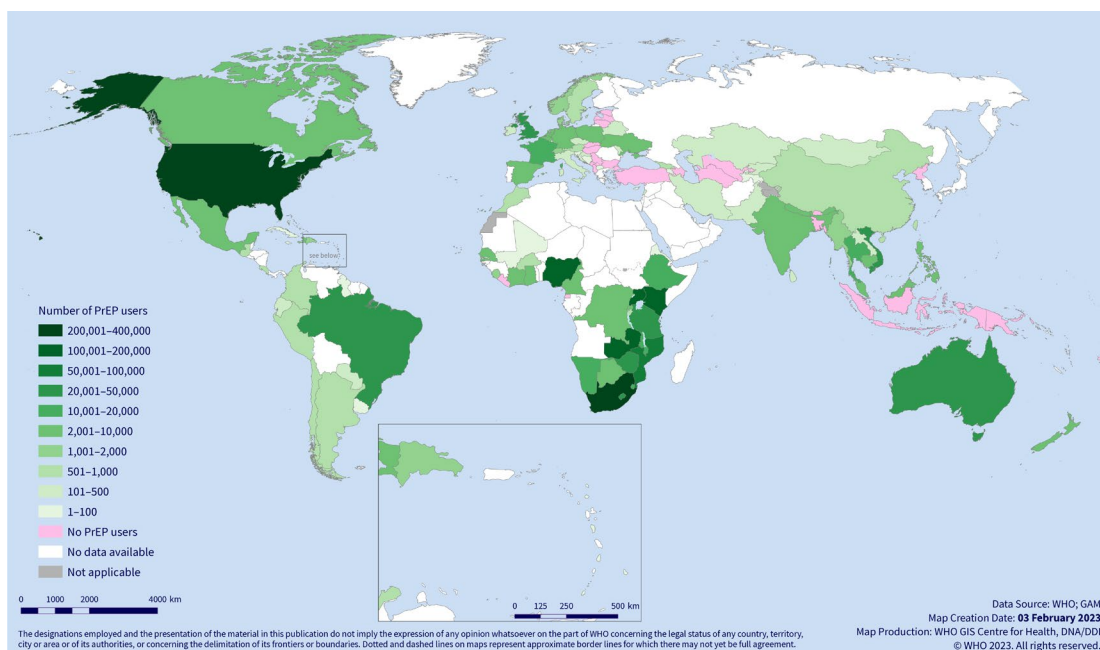 see below
Number of PrEP users
200,001–400,000
100,001–200,000
50,001–100,000
20,001–50,000
10,001–20,000
2,001–10,000
1,001–2,000
501–1,000
101–500
1–100
No PrEP users
No data available
Not applicable
0 1000 2000 4000 km
0 125 250 500 km
The designations employed and the presentation of the material in this publication do not imply the expression of any opinion whatsoever on the part of WHO concerning the legal status of any country, territory,
city or area or of its authorities, or concerning the delimitation of its frontiers or boundaries. Dotted and dashed lines on maps represent approximate border lines for which there may not yet be full agreement.
Data Source: WHO; GAM
Map Creation Date: 03 February 2023
Map Production: WHO GIS Centre for Health, DNA/DDI
© WHO 2023. All rights reserved.